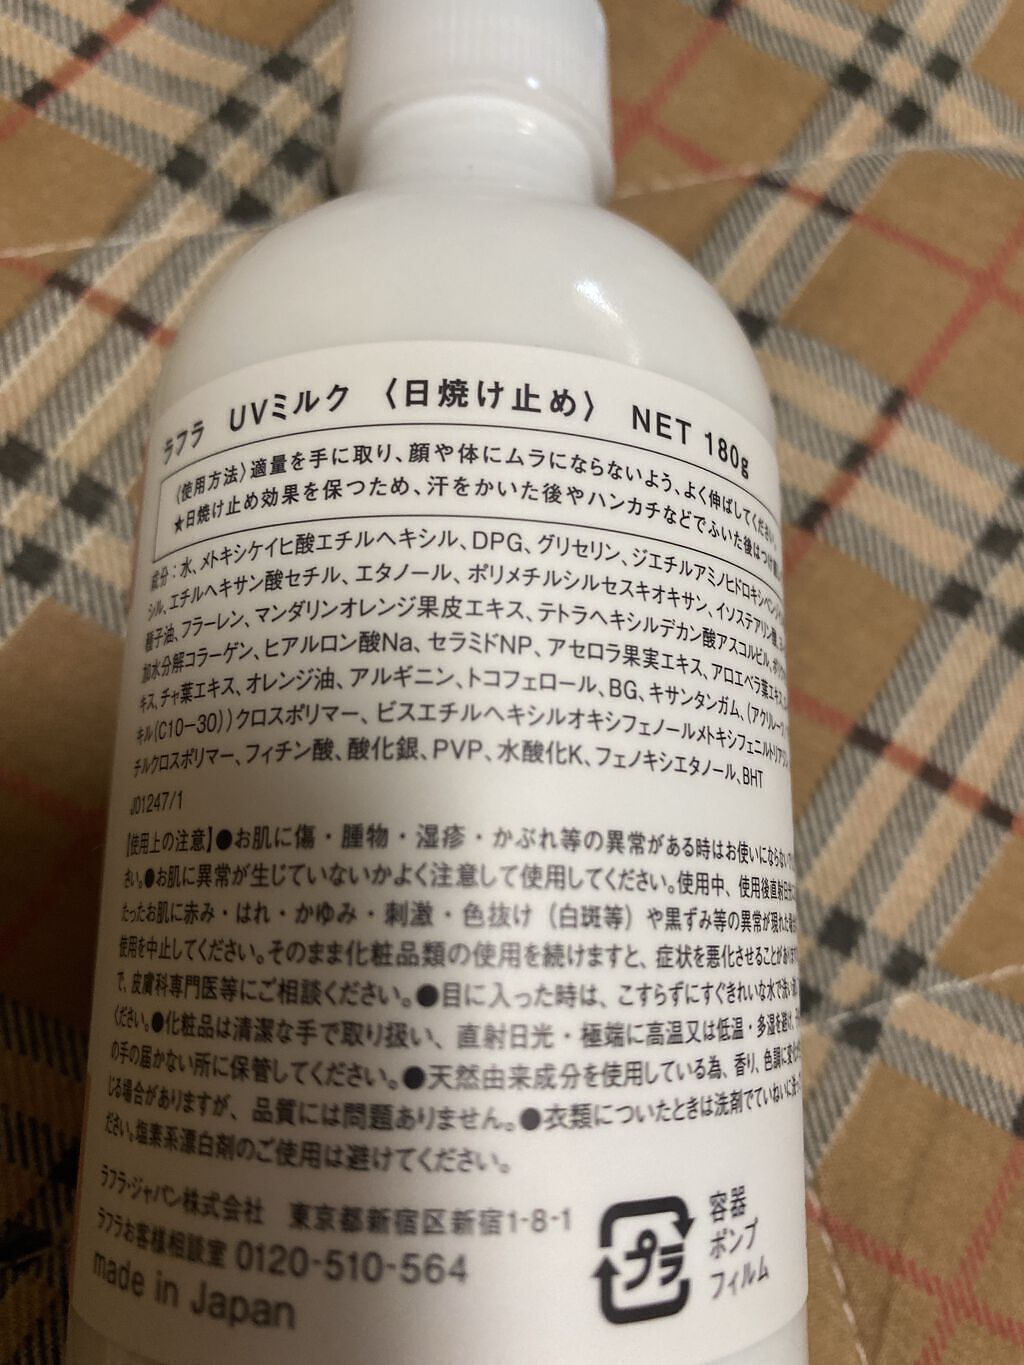 ラフラ UVミルク 〈日焼け止め〉 NET 180g
〈使用方法〉適量を手に取り、顔や体にムラにならないよう、よく伸ばしてください。
★日焼け止め効果を保つため、汗をかいた後やハンカチなどでふいた後は
成分：水、メトキシケイヒ酸エチルヘキシル、DPG、グリセリン、ジエチルアミノヒドロキシベンゾ
シル、エチルヘキサン酸セチル、エタノール、ポリメチルシルセスキオキサン、イソステアリン酸、
種子油、フラーレン、マンダリンオレンジ果皮エキス、テトラヘキシルデカン酸アスコルビル、
加水分解コラーゲン、ヒアルロン酸Na、セラミドNP、アセロラ果実エキス、アロエベラ葉エキス、
キス、チャ葉エキス、オレンジ油、アルギニン、トコフェロール、BG、キサンタンガム、(アクリレーツ
キル(C10−30))クロスポリマー、ビスエチルヘキシルオキシフェノールメトキシフェニルトリアジン
チルクロスポリマー、フィチン酸、酸化銀、PVP、水酸化K、フェノキシエタノール、BHT
J01247/1
【使用上の注意】●お肌に傷・腫物・湿疹・かぶれ等の異常がある時はお使いにならないで
さい。●お肌に異常が生じていないかよく注意して使用してください。使用中、使用後直射日光に
たったお肌に赤み・はれ・かゆみ・刺激・色抜け（白斑等）や黒ずみ等の異常が現れた
使用を中止してください。そのまま化粧品類の使用を続けますと、症状を悪化させることがあります
で、皮膚科専門医等にご相談ください。●目に入った時は、こすらずにすぐきれいな水で洗い
ください。●化粧品は清潔な手で取り扱い、直射日光・極端に高温又は低温・多湿を避け、
の手の届かない所に保管してください。●天然由来成分を使用している為、香り、色調に変化
じる場合がありますが、品質には問題ありません。●衣類についたときは洗剤でていねいに
ださい。塩素系漂白剤のご使用は避けてください。
ラフラ・ジャパン株式会社 東京都新宿区新宿1-8-1
ラフラお客様相談室 0120-510-564
made in Japan
プラ
容器
ポンプ
フィルム